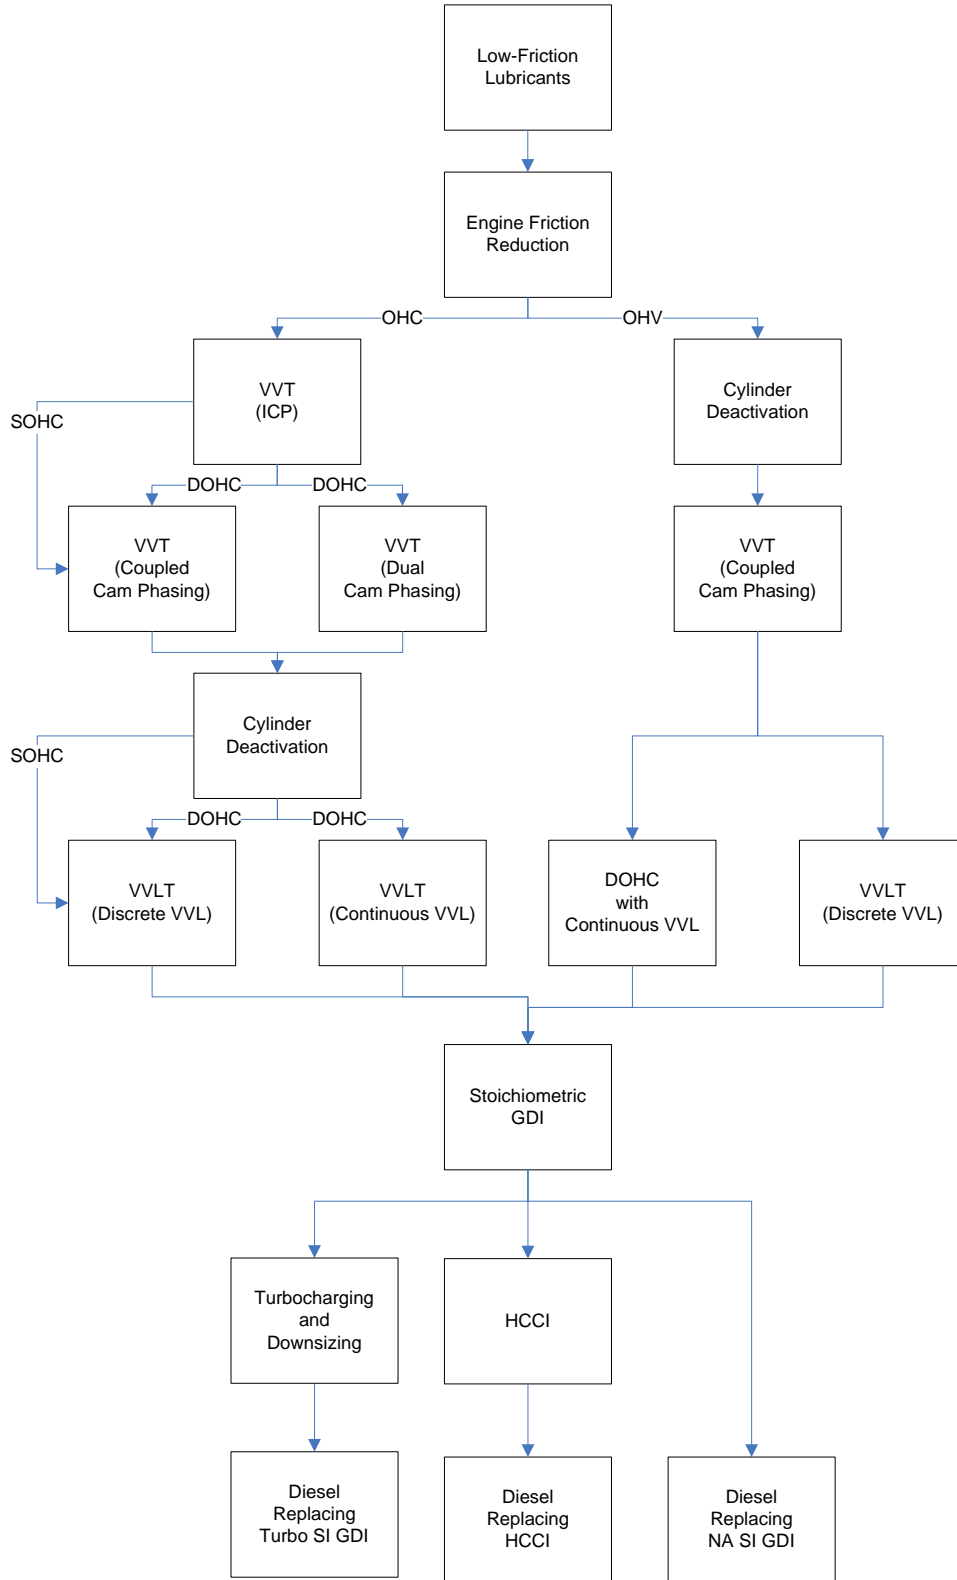 Low-Friction
Lubricants
Engine Friction
Reduction
OHC
OHV
VVT
(ICP)
Cylinder
Deactivation
SOHC
DOHC
DOHC
VVT
(Coupled
Cam Phasing)
VVT
(Dual
Cam Phasing)
VVT
(Coupled
Cam Phasing)
Cylinder
Deactivation
SOHC
DOHC
DOHC
VVLT
(Discrete VVL)
VVLT
(Continuous VVL)
DOHC
with
Continuous VVL
VVLT
(Discrete VVL)
Stoichiometric
GDI
Turbocharging
and
Downsizing
HCCI
Diesel
Replacing
Turbo SI GDI
Diesel
Replacing
HCCI
Diesel
Replacing
NA SI GDI